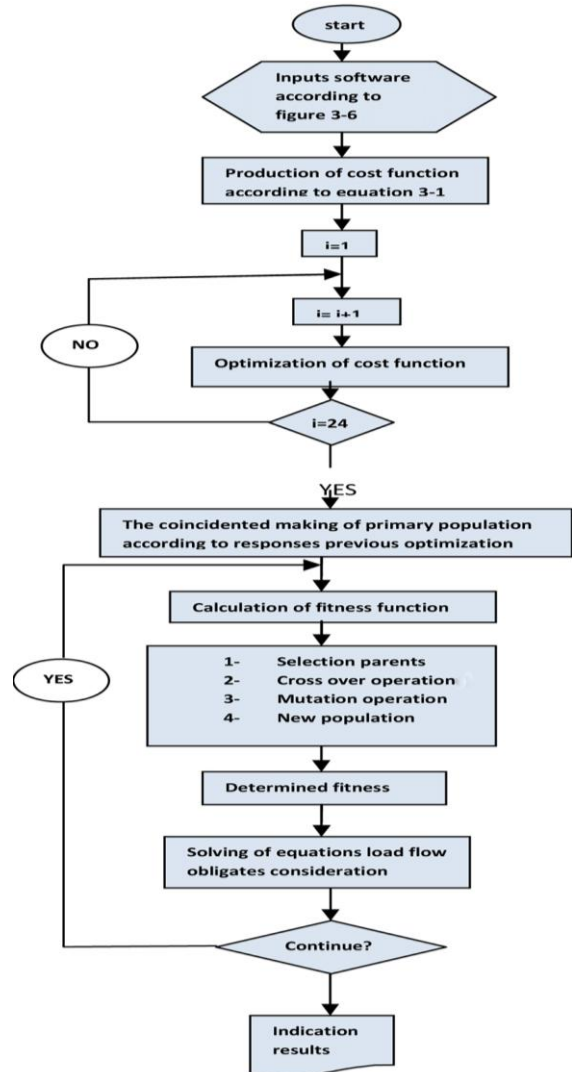 start
Inputs software
according to
figure 3-6
Production of cost function
according to equation 3-1
i=1
i= i+1
NO
Optimization of cost function
i=24
YES
The coincidented making of primary population
according to responses previous optimization
Calculation of fitness function
1- Selection parents
2- Cross over operation
3- Mutation operation
4- New population
YES
Determined fitness
Solving of equations load flow
obligates consideration
Continue?
Indication
results